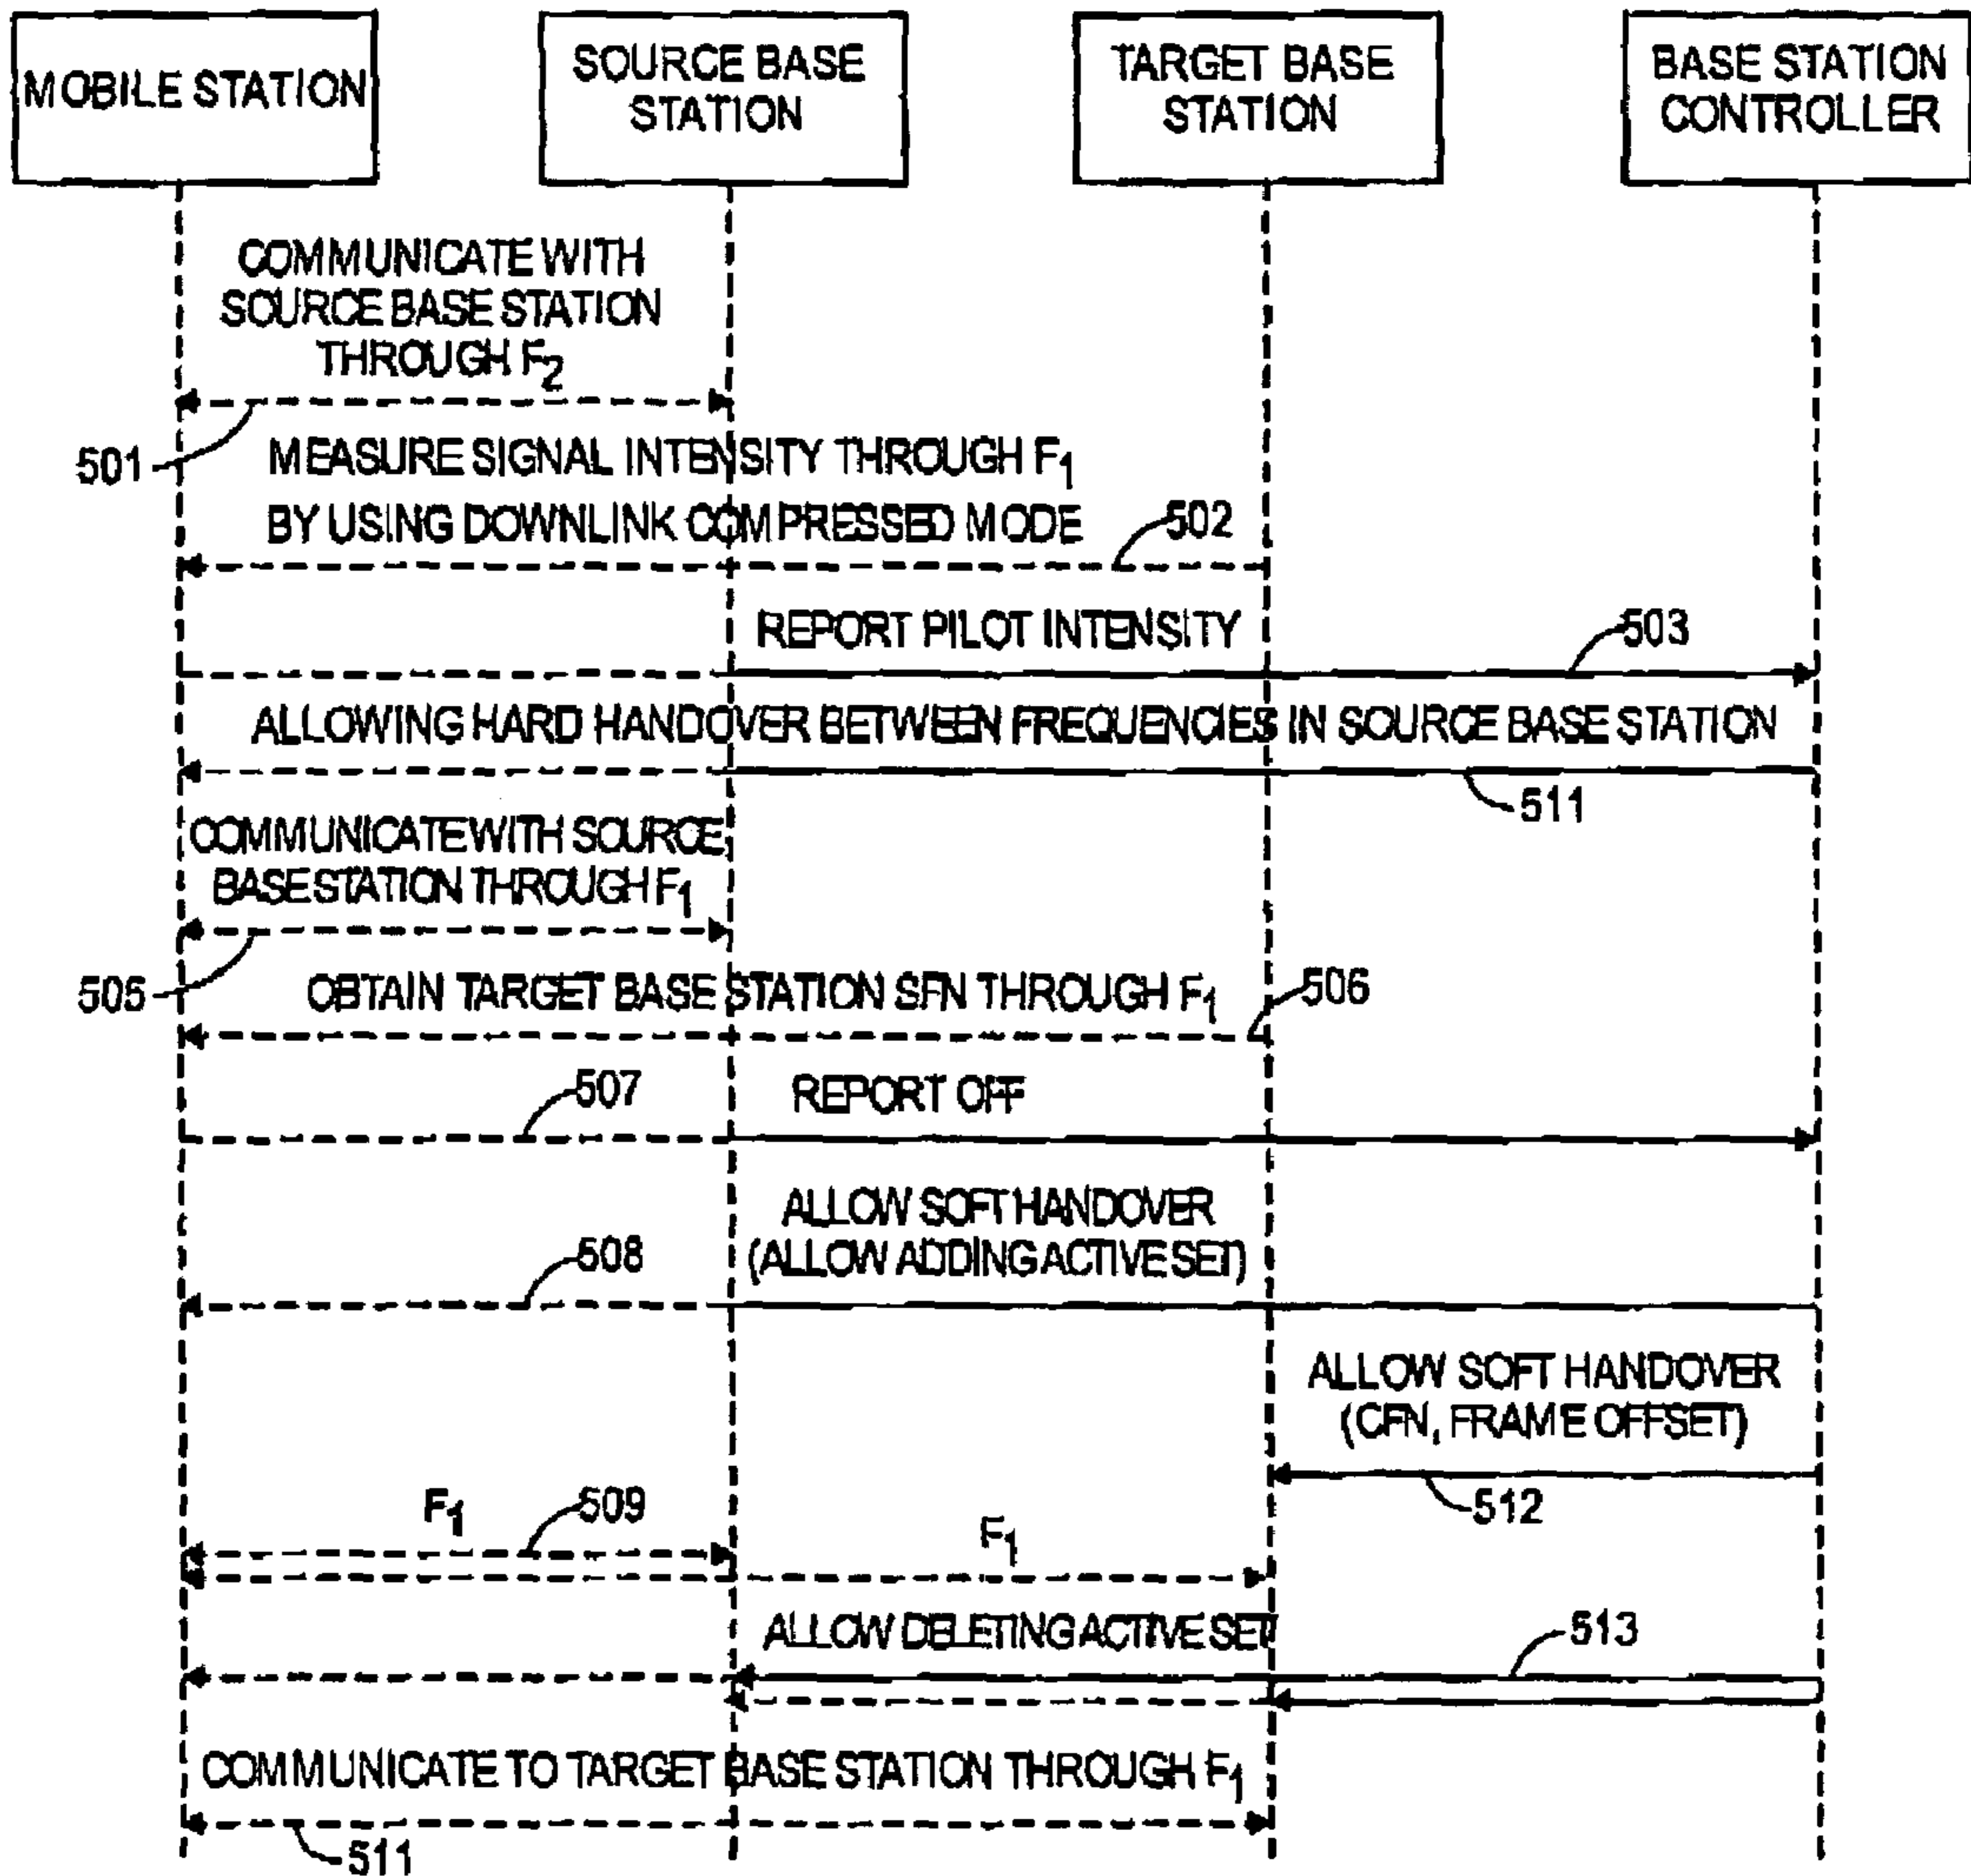 MOBILE STATION
SOURCE BASE
STATION
TARGET BASE
STATION
BASE STATION
CONTROLLER
COMMUNICATE WITH
SOURCE BASE STATION
THROUGH F2
501
MEASURE SIGNAL INTENSITY THROUGH F1
BY USING DOWNLINK COMPRESSED MODE
502
REPORT PILOT INTENSITY
503
ALLOWING HARD HANDOVER BETWEEN FREQUENCIES IN SOURCE BASE STATION
511
COMMUNICATE WITH SOURCE
BASE STATION THROUGH F1
505
OBTAIN TARGET BASE STATION SFN THROUGH F1
506
507
REPORT OFF
ALLOW SOFT HANDOVER
(ALLOW ADDING ACTIVE SET)
508
ALLOW SOFT HANDOVER
(CFN, FRAME OFFSET)
512
F1
509
F1
ALLOW DELETING ACTIVE SET
513
COMMUNICATE TO TARGET BASE STATION THROUGH F1
511